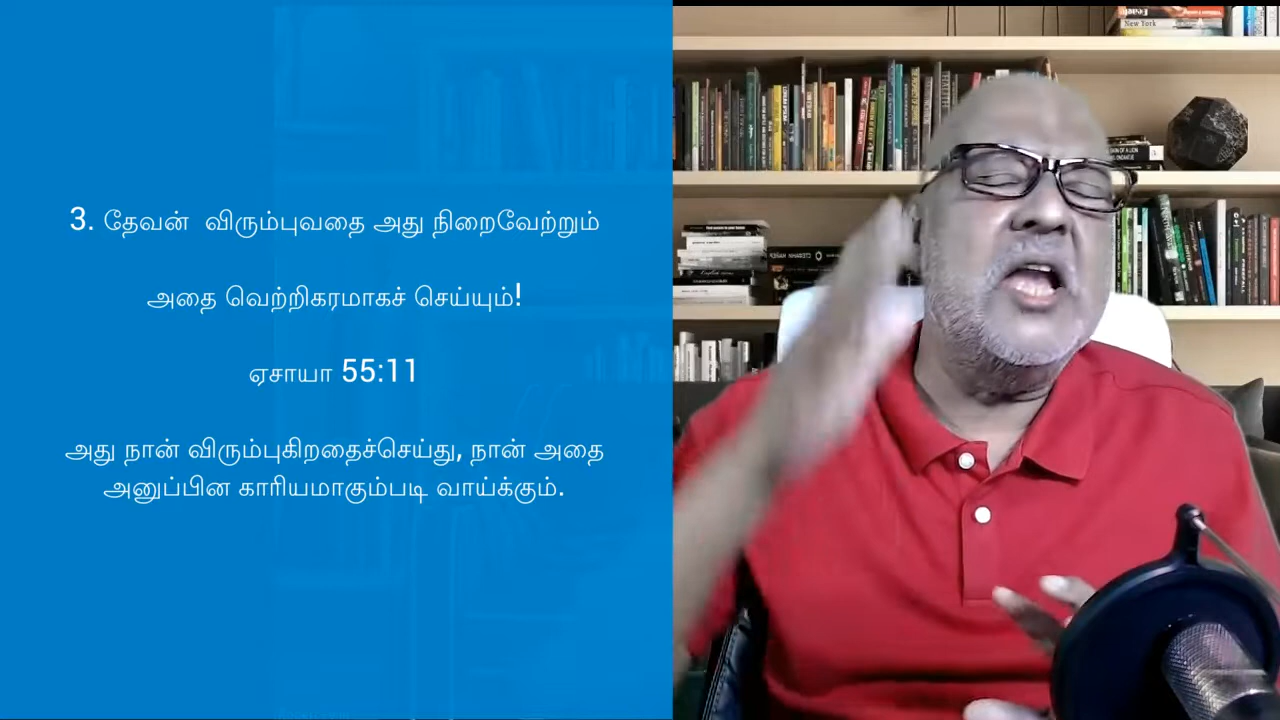 3. தேவன் விரும்புவதை அது நிறைவேற்றும்
அதை வெற்றிகரமாகச் செய்யும்!
ஏசாயா 55:11
அது நான் விரும்புகிறதைச்செய்து, நான் அதை
அனுப்பின காரியமாகும்படி வாய்க்கும்.
New York